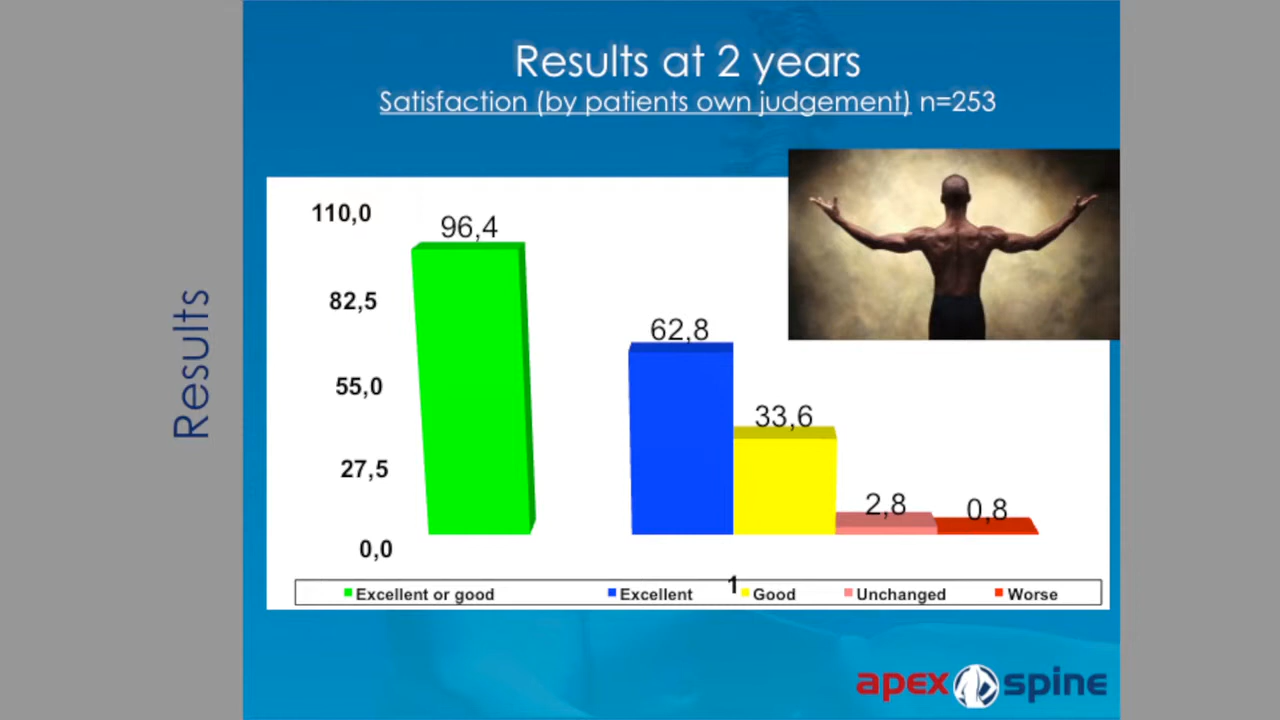 Results at 2 years
Satisfaction (by patients own judgement) n=253
Results
110,0
82,5
55,0
27,5
0,0
96,4
62,8
33,6
2,8
0,8
1
Excellent or good
Excellent
Good
Unchanged
Worse
apex spine